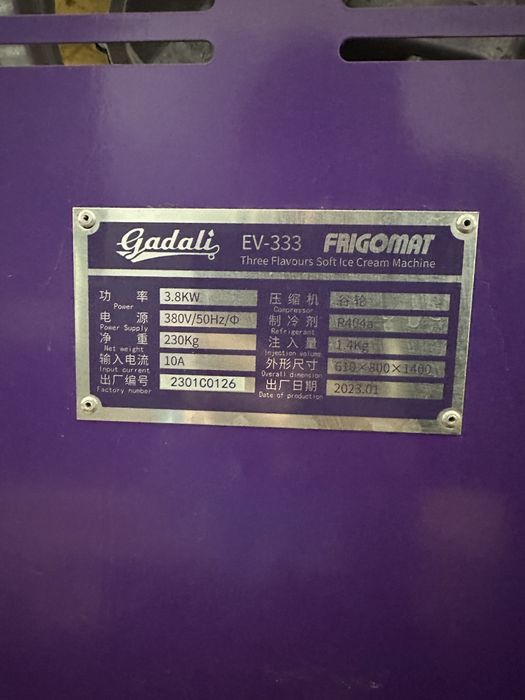 Gadali EV-333 FRIGOMAT
Three Flavours Soft Ice Cream Machine
功 率 3.8KW 压缩机 谷轮
Power Compressor
电 源 380V/50Hz/Φ 制冷剂 R404a
Power Supply Refrigerant
净 重 230Kg 注入量 1.4Kg
Net weight Injection volume
输入电流 10A 外形尺寸 610×800×1400
Input current Overall dimension
出厂编号 2301C0126 出厂日期 2023.01
Factory number Date of production